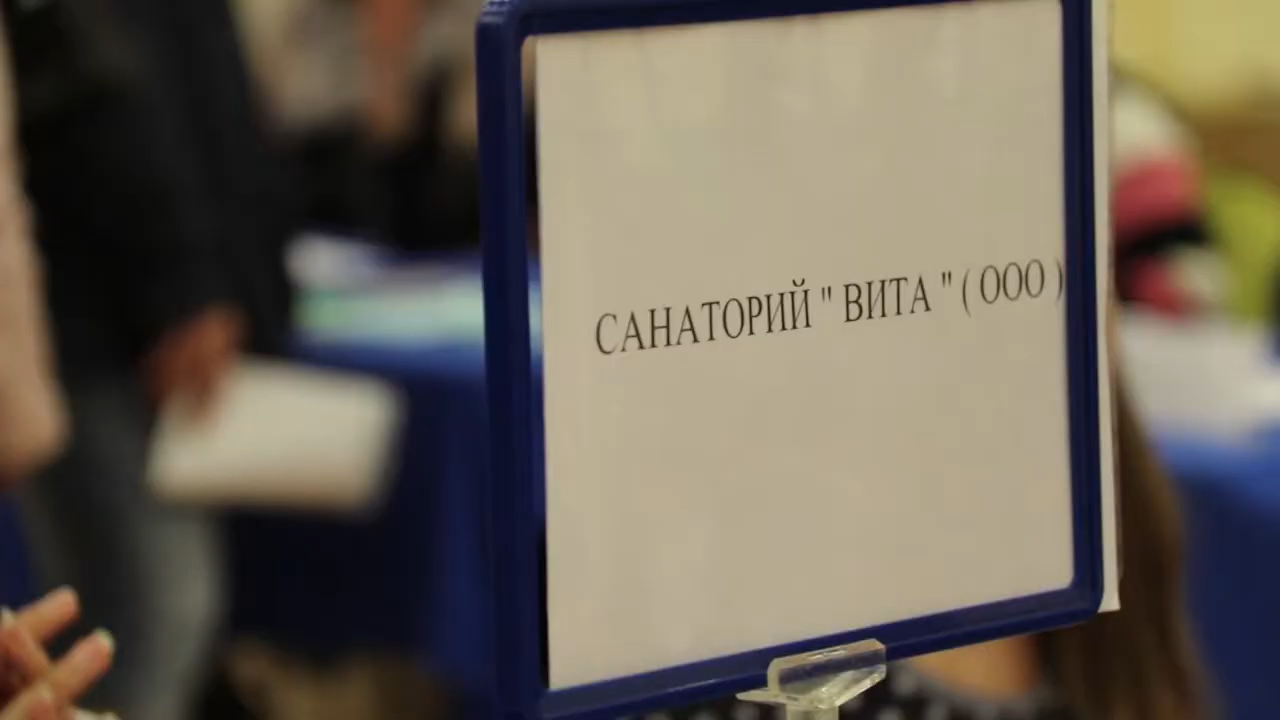 САНАТОРИЙ " ВИТА " ( ООО )